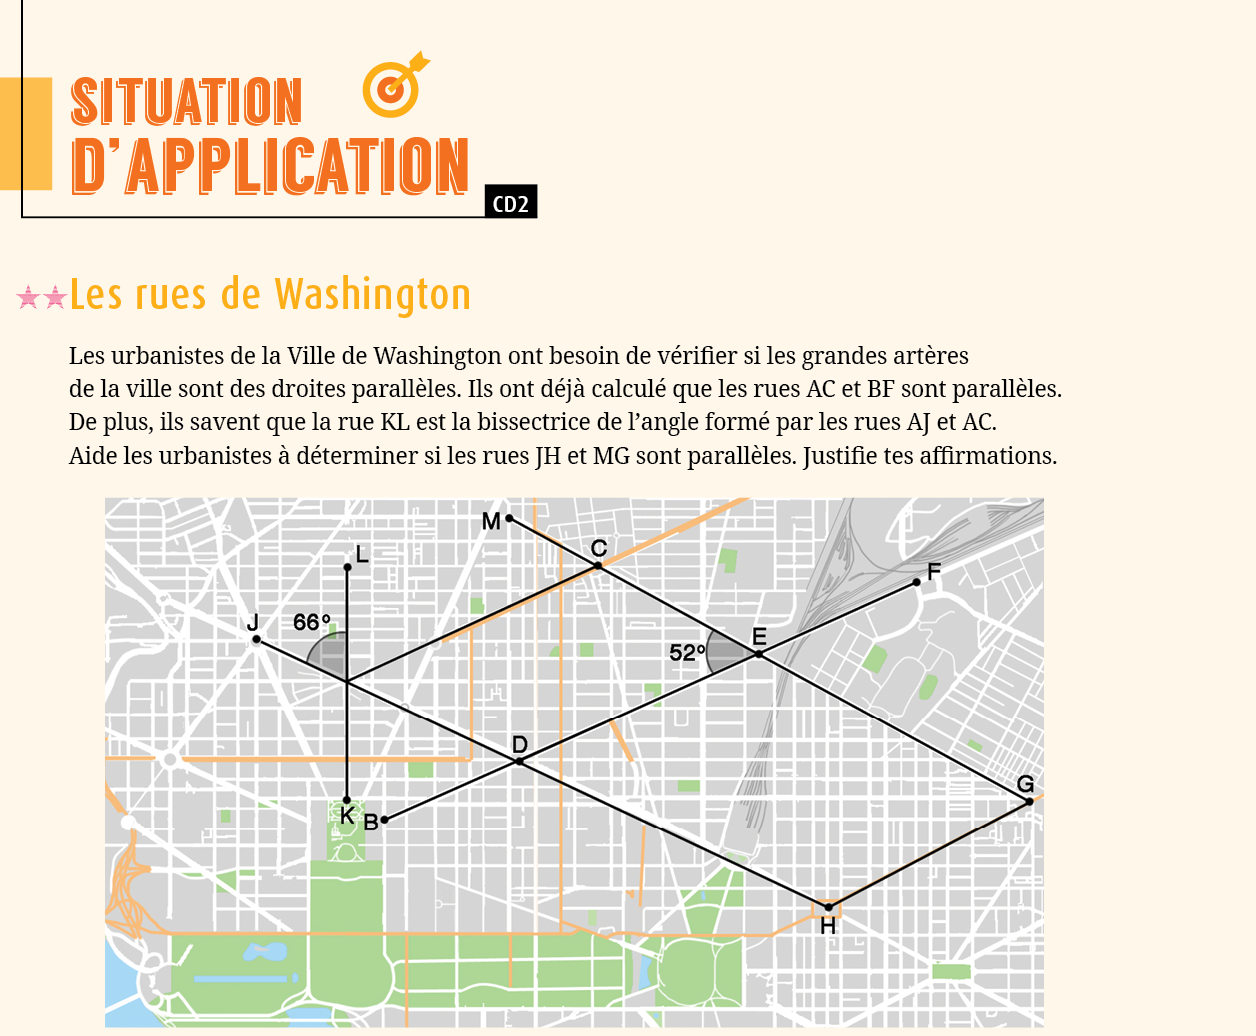 SITUATION
D'APPLICATION
CD2
Les rues de Washington
Les urbanistes de la Ville de Washington ont besoin de vérifier si les grandes artères
de la ville sont des droites parallèles. Ils ont déjà calculé que les rues AC et BF sont parallèles.
De plus, ils savent que la rue KL est la bissectrice de l’angle formé par les rues AJ et AC.
Aide les urbanistes à déterminer si les rues JH et MG sont parallèles. Justifie tes affirmations.
M
C
L
F
J
66°
E
52°
D
G
K
B
H